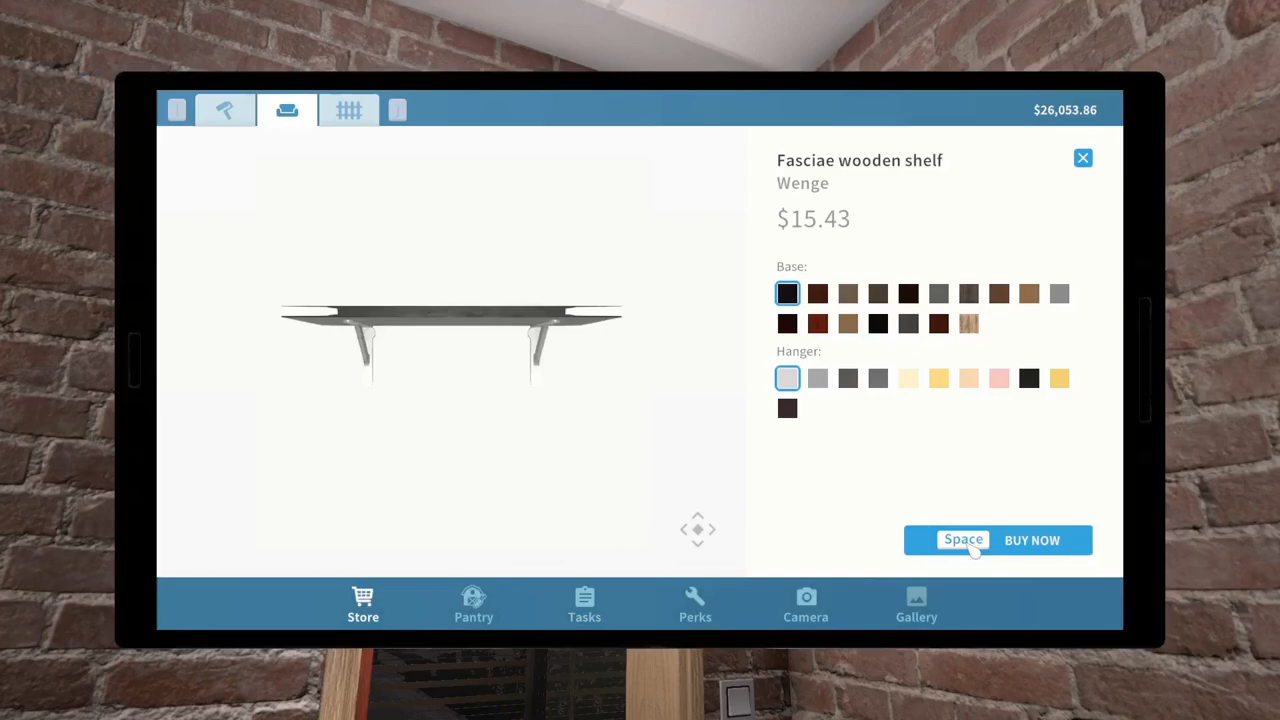 $26,053.86
Fasciae wooden shelf
Wenge
$15.43
Base:
Hanger:
Space BUY NOW
Store Pantry Tasks Perks Camera Gallery